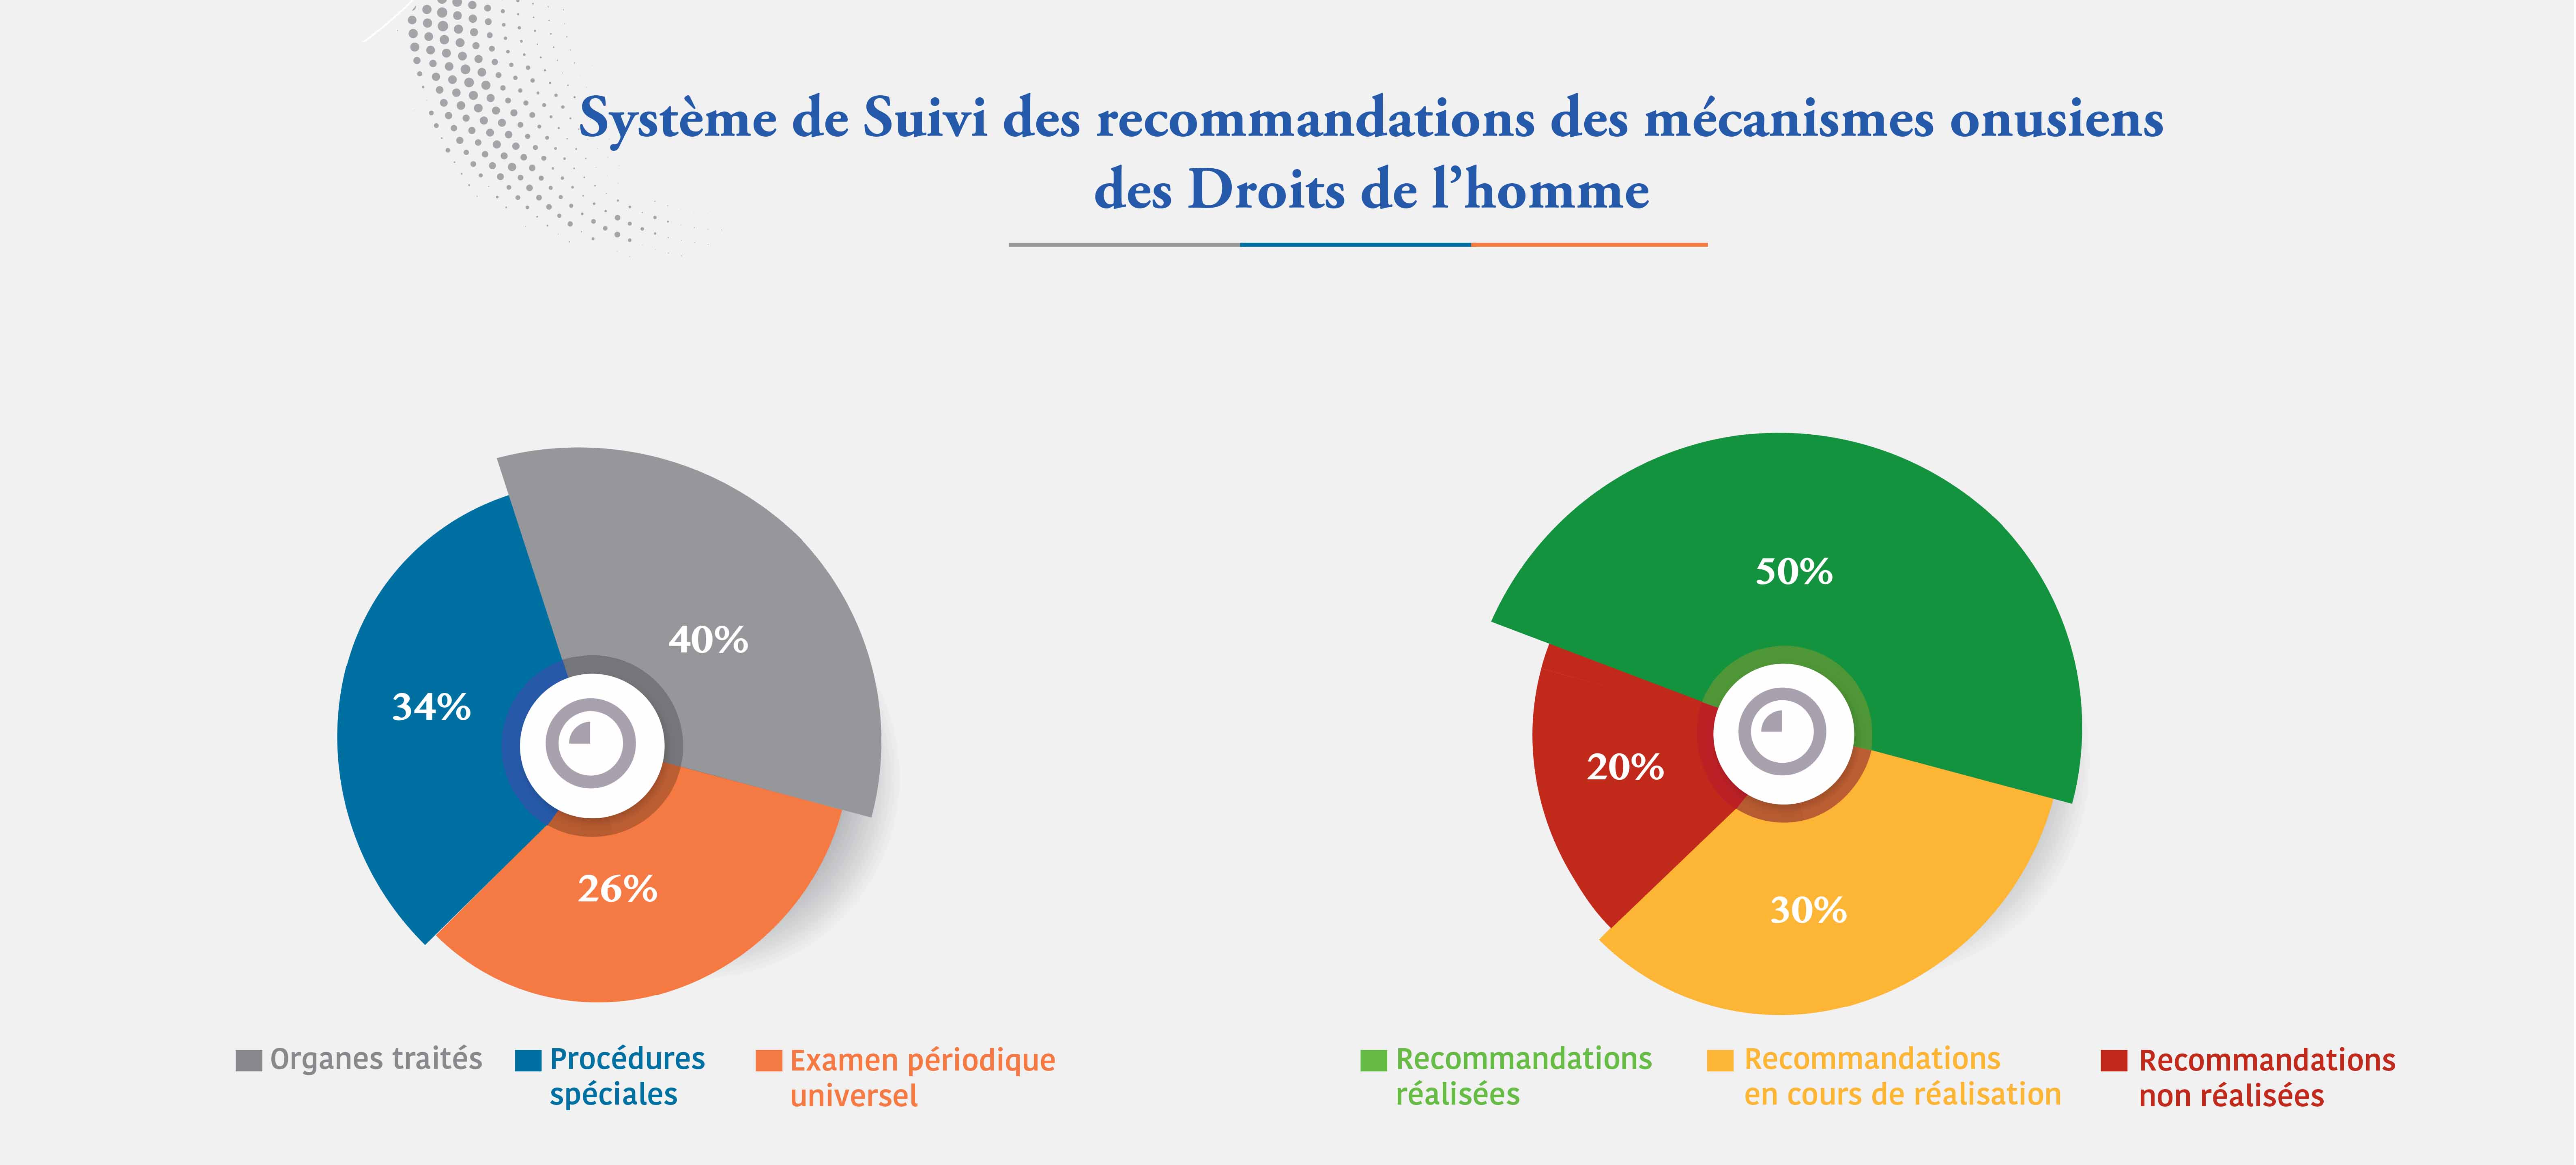 Système de Suivi des recommandations des mécanismes onusiens
des Droits de l’homme
40%
34%
26%
Organes traités
Procédures
spéciales
Examen périodique
universel
50%
20%
30%
Recommandations
réalisées
Recommandations
en cours de réalisation
Recommandations
non réalisées